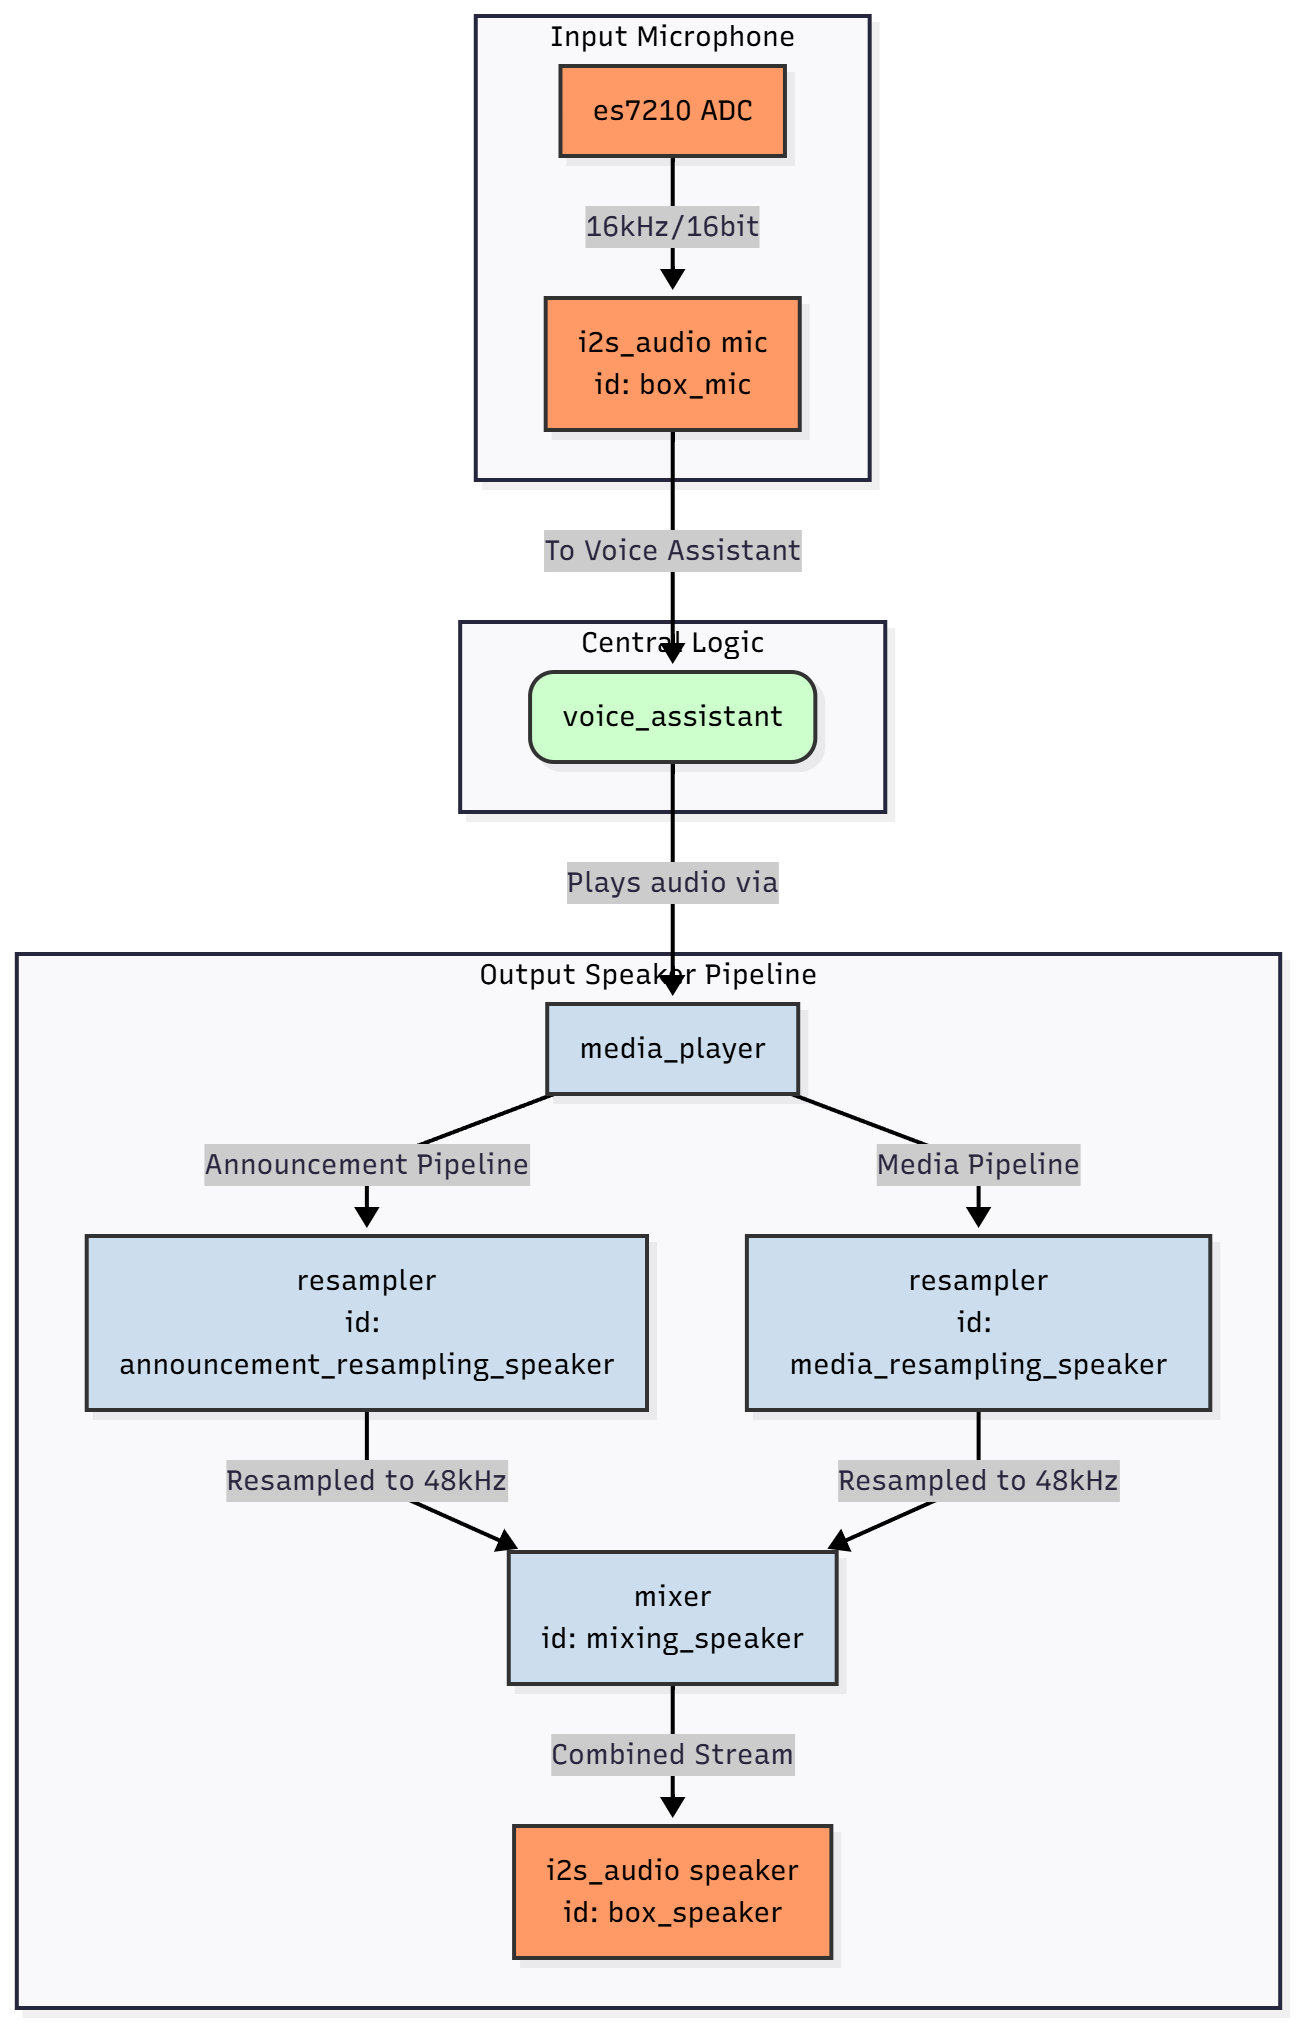 Input Microphone
es7210 ADC
16kHz/16bit
i2s_audio mic
id: box_mic
To Voice Assistant
Central Logic
voice_assistant
Plays audio via
Output Speaker Pipeline
media_player
Announcement Pipeline
Media Pipeline
resampler
id:
announcement_resampling_speaker
resampler
id:
media_resampling_speaker
Resampled to 48kHz
Resampled to 48kHz
mixer
id: mixing_speaker
Combined Stream
i2s_audio speaker
id: box_speaker